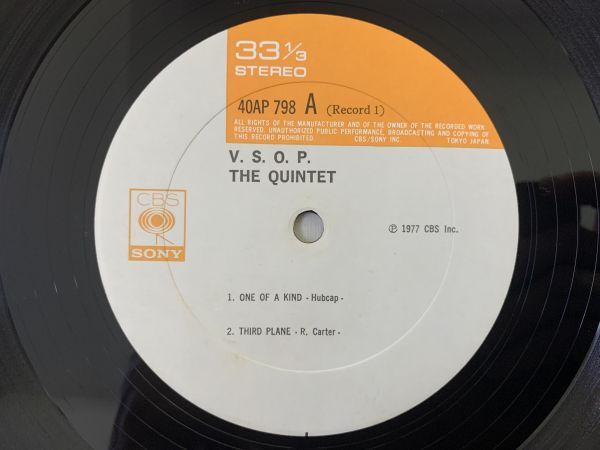 33 1/3
STEREO
40AP 798 A (Record 1)
ALL RIGHTS OF THE MANUFACTURER AND OF THE OWNER OF THE RECORDED WORK
RESERVED. UNAUTHORIZED PUBLIC PERFORMANCE, BROADCASTING AND COPYING OF
THIS RECORD PROHIBITED. CBS/SONY INC. TOKYO JAPAN
V. S. O. P.
THE QUINTET
CBS
SONY
℗ 1977 CBS Inc.
1. ONE OF A KIND - Hubcap -
2. THIRD PLANE - R. Carter -